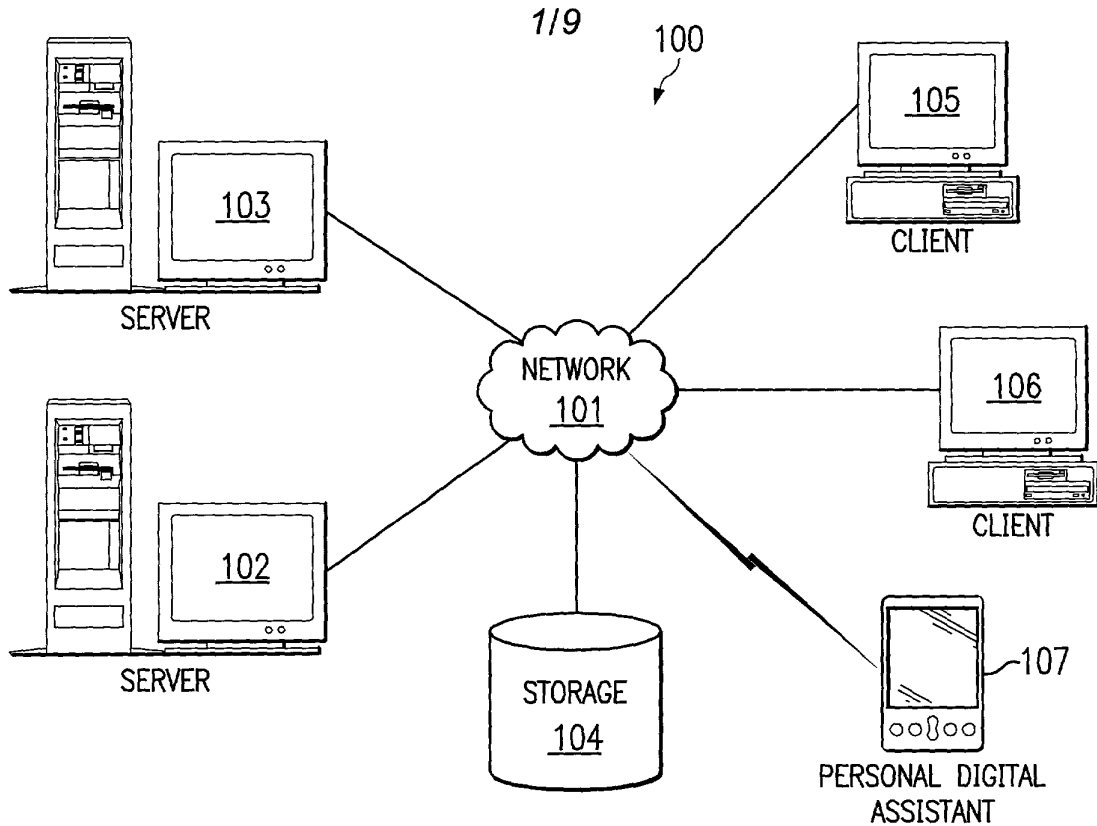 1/9
100
105
CLIENT
103
SERVER
NETWORK
101
106
CLIENT
102
SERVER
STORAGE
104
107
PERSONAL DIGITAL
ASSISTANT